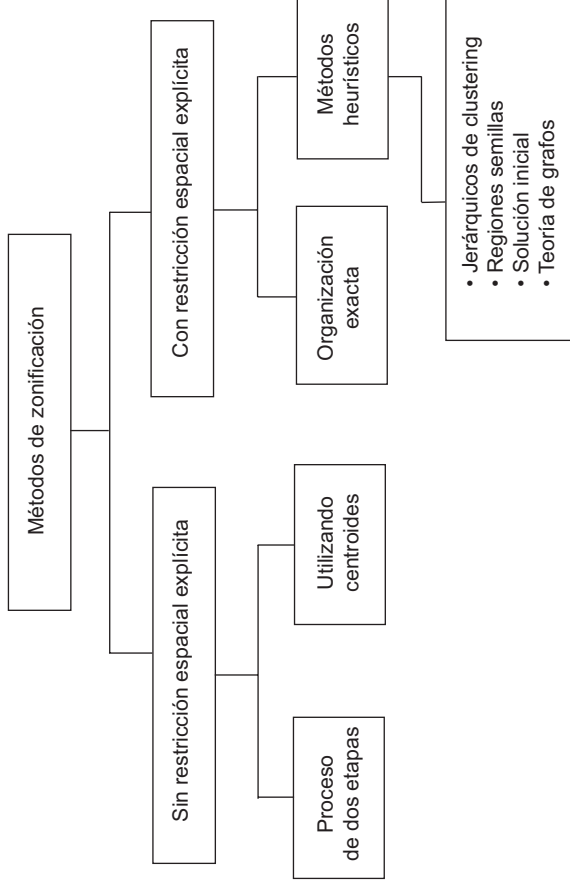 Métodos de zonificación
Sin restricción espacial explícita
Con restricción espacial explícita
Proceso
de dos etapas
Utilizando
centroides
Organización
exacta
Métodos
heurísticos
• Jerárquicos de clustering
• Regiones semillas
• Solución inicial
• Teoría de grafos